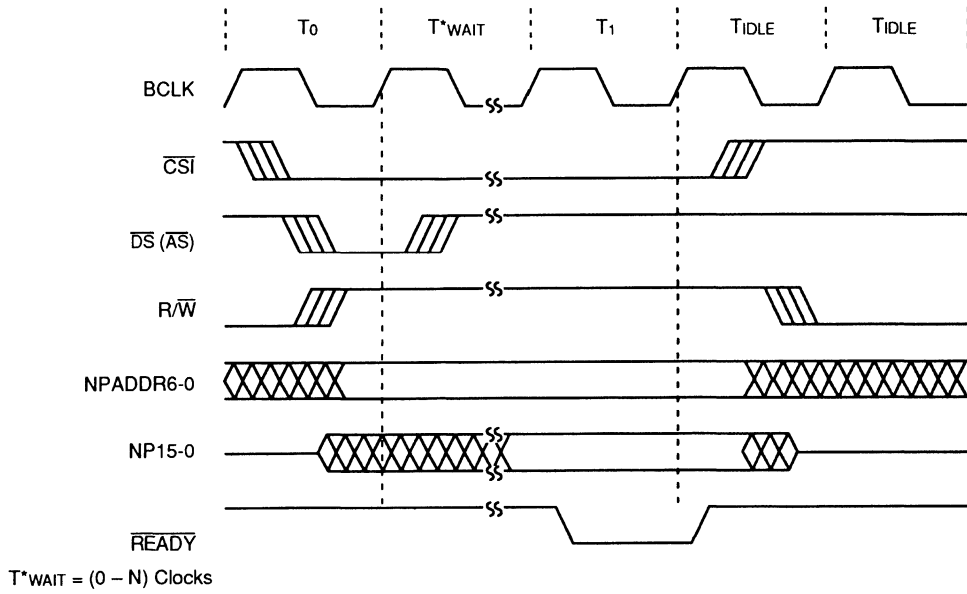 T0 T*WAIT T1 TIDLE TIDLE
BCLK
CSI
DS (AS)
R/W
NPADDR6-0
NP15-0
READY
T*WAIT = (0 – N) Clocks